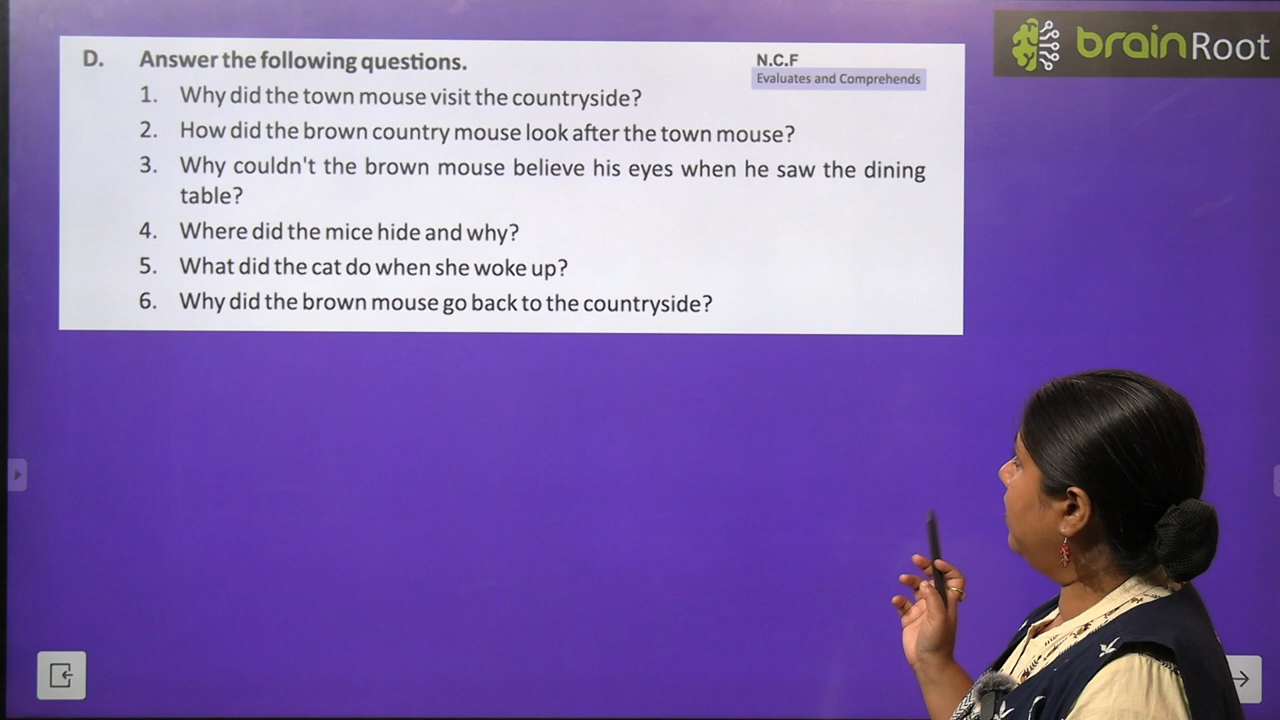 brainRoot
D. Answer the following questions.
N.C.F
Evaluates and Comprehends
1. Why did the town mouse visit the countryside?
2. How did the brown country mouse look after the town mouse?
3. Why couldn't the brown mouse believe his eyes when he saw the dining
table?
4. Where did the mice hide and why?
5. What did the cat do when she woke up?
6. Why did the brown mouse go back to the countryside?